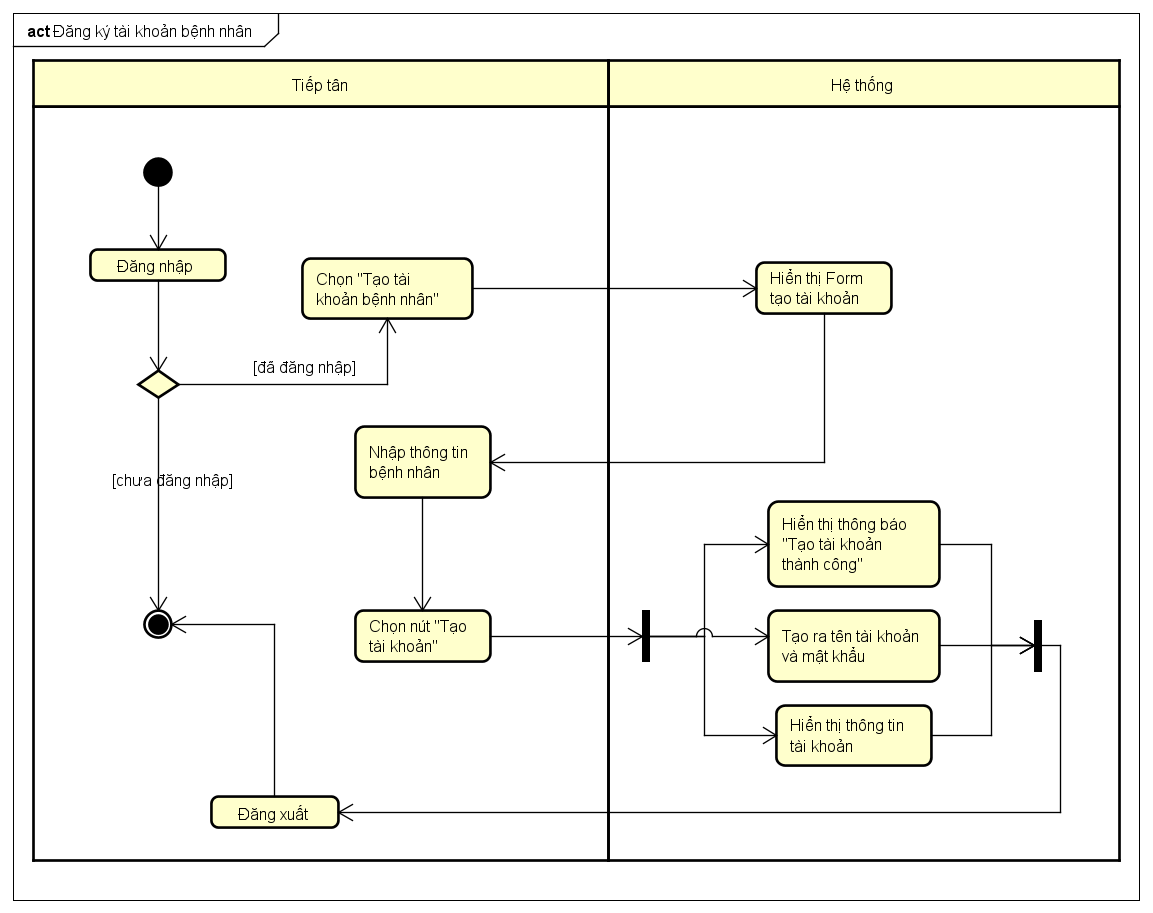 act Đăng ký tài khoản bệnh nhân
Tiếp tân
Hệ thống
Đăng nhập
Chọn "Tạo tài
khoản bệnh nhân"
Hiển thị Form
tạo tài khoản
[đã đăng nhập]
Nhập thông tin
bệnh nhân
[chưa đăng nhập]
Hiển thị thông báo
"Tạo tài khoản
thành công"
Chọn nút "Tạo
tài khoản"
Tạo ra tên tài khoản
và mật khẩu
Hiển thị thông tin
tài khoản
Đăng xuất